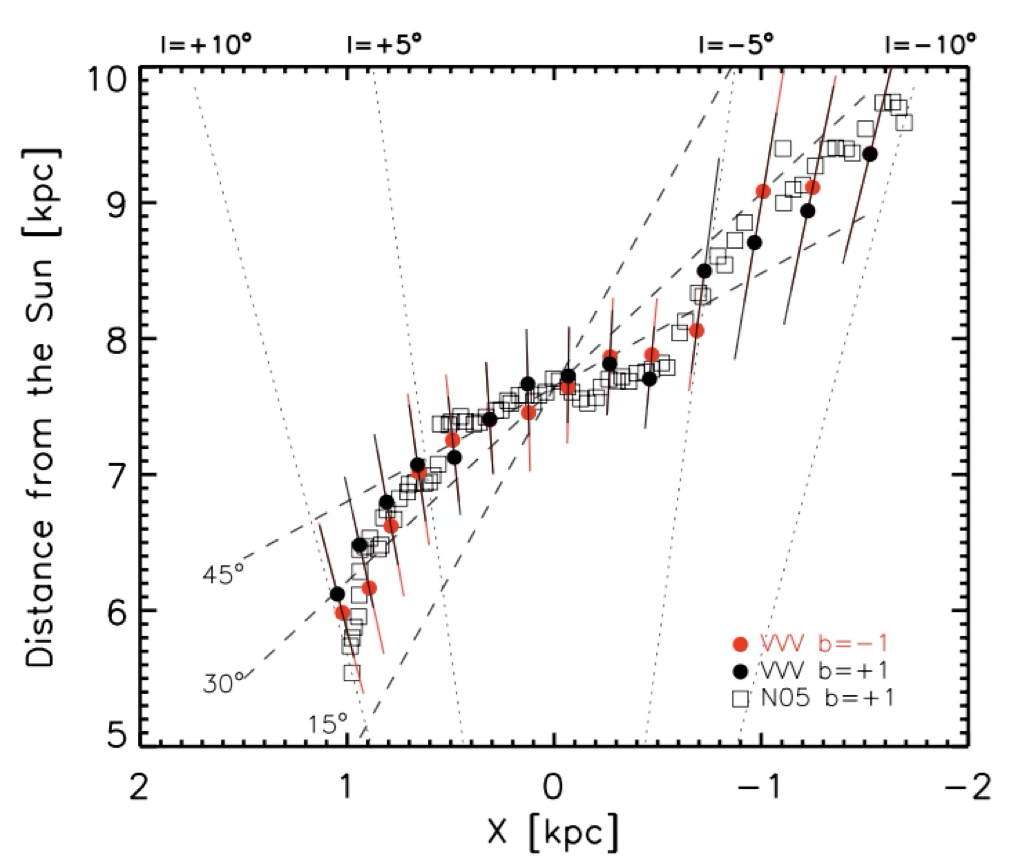 l=+10° l=+5° l=−5° l=−10°
10
9
8
7
6
5
Distance from the Sun [kpc]
45°
30°
15°
VVV b=−1
VVV b=+1
N05 b=+1
2 1 0 −1 −2
X [kpc]